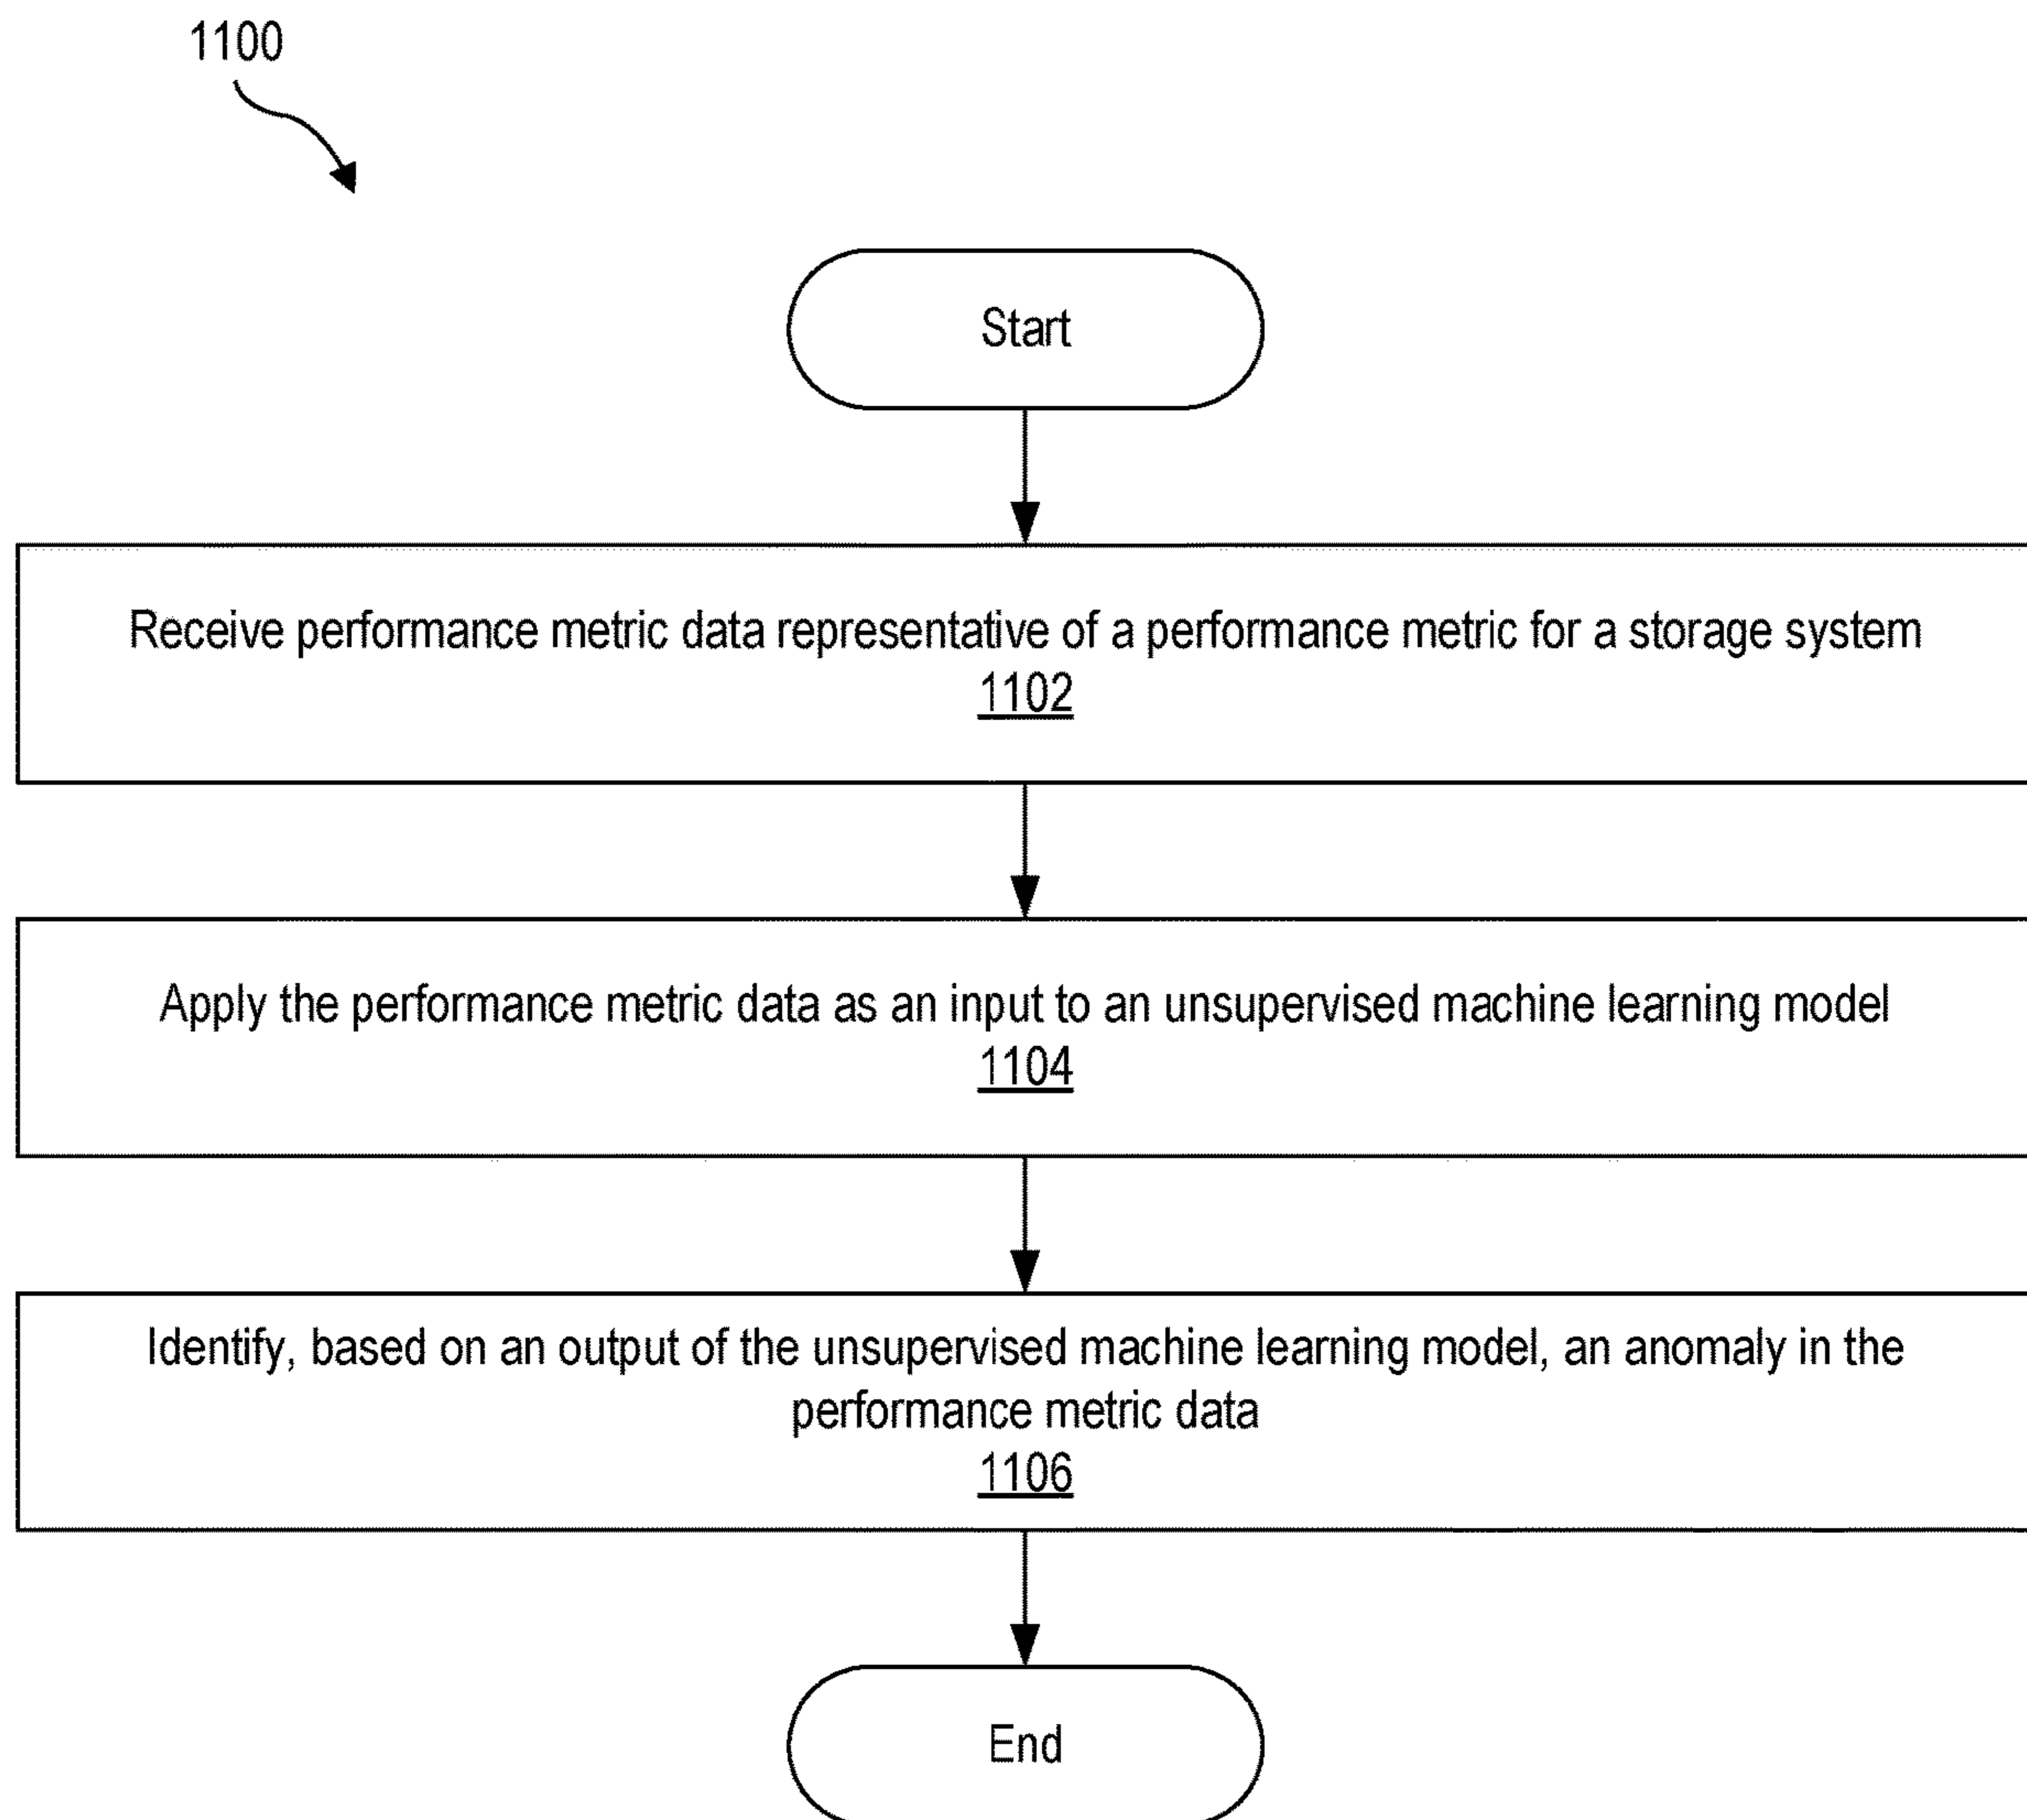 1100
Start
Receive performance metric data representative of a performance metric for a storage system
1102
Apply the performance metric data as an input to an unsupervised machine learning model
1104
Identify, based on an output of the unsupervised machine learning model, an anomaly in the
performance metric data
1106
End